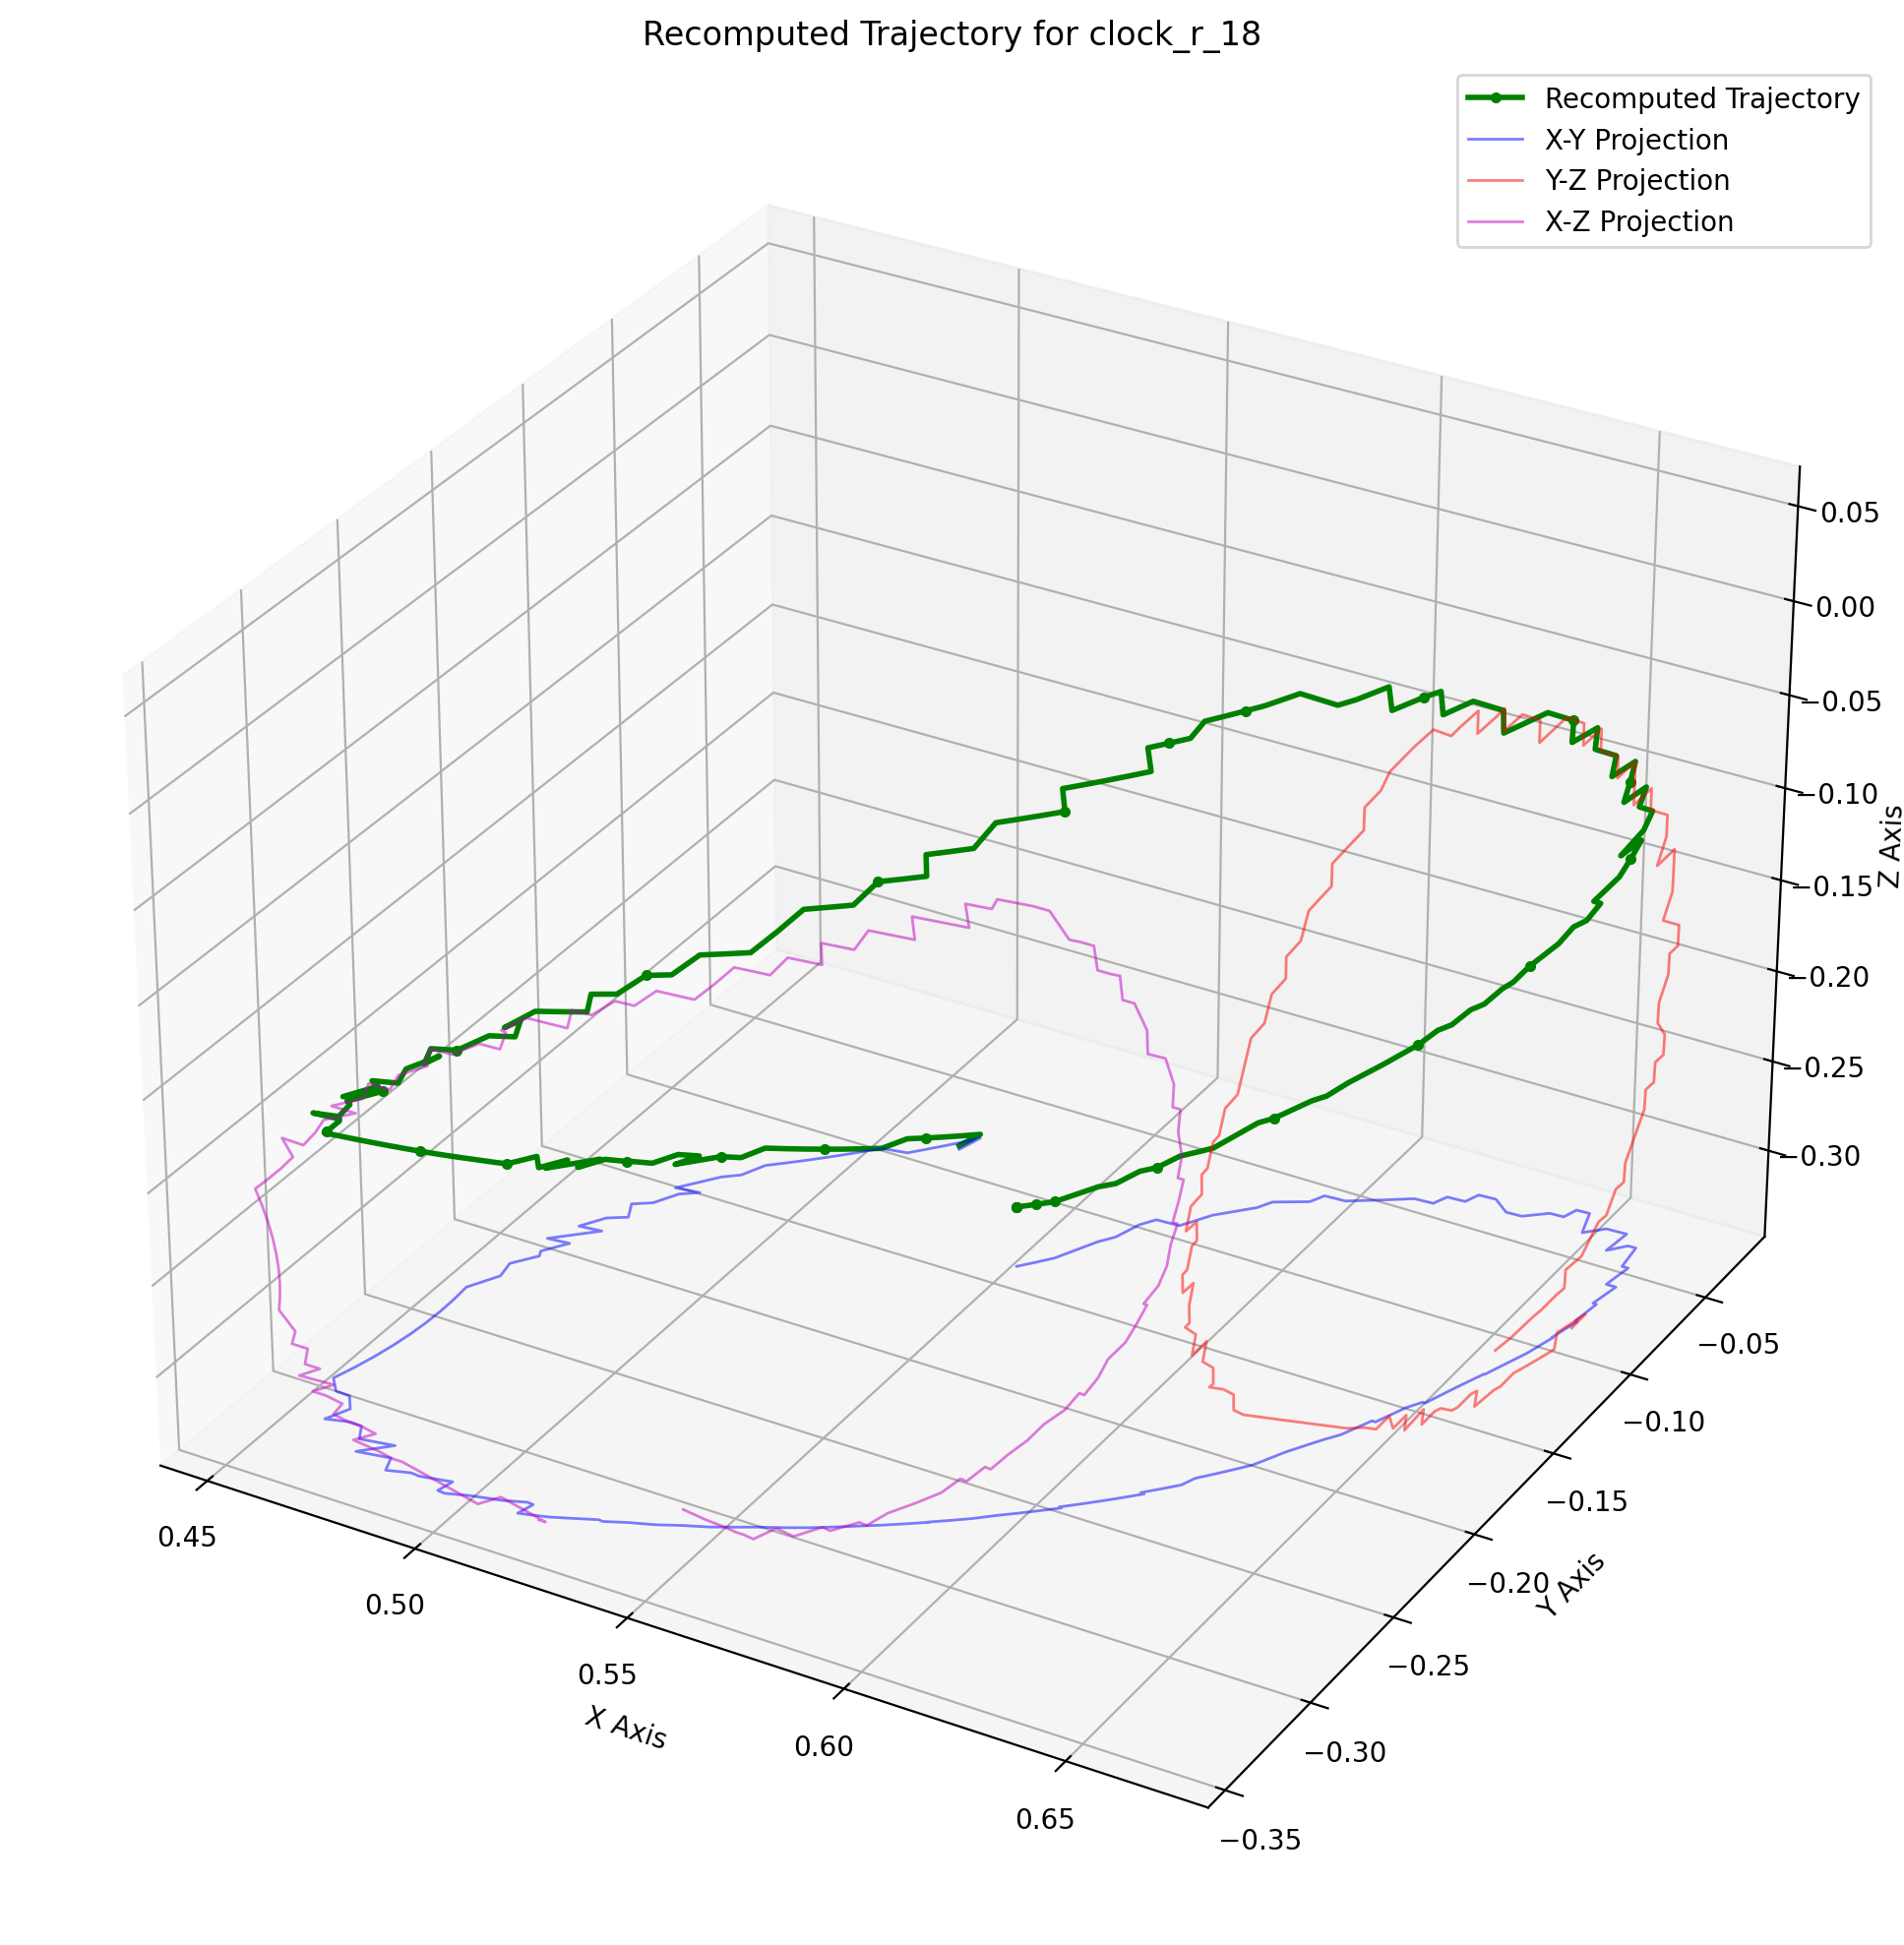 Recomputed Trajectory for clock_r_18
Recomputed Trajectory
X-Y Projection
Y-Z Projection
X-Z Projection
0.05
0.00
−0.05
−0.10
−0.15
−0.20
−0.25
−0.30
Z Axis
−0.05
−0.10
−0.15
−0.20
−0.25
−0.30
−0.35
Y Axis
0.45
0.50
0.55
0.60
0.65
X Axis